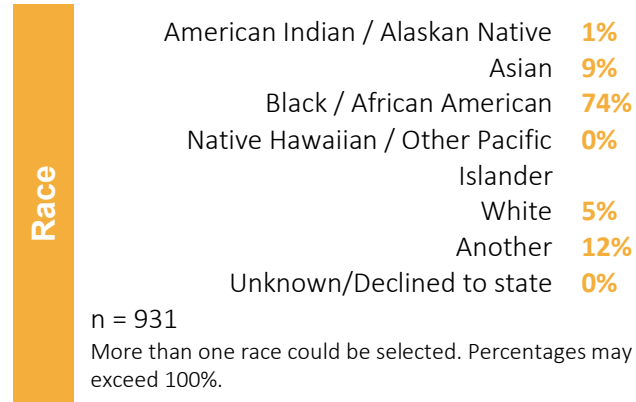 Race
American Indian / Alaskan Native 1%
Asian 9%
Black / African American 74%
Native Hawaiian / Other Pacific 0%
Islander
White 5%
Another 12%
Unknown/Declined to state 0%
n = 931
More than one race could be selected. Percentages may
exceed 100%.